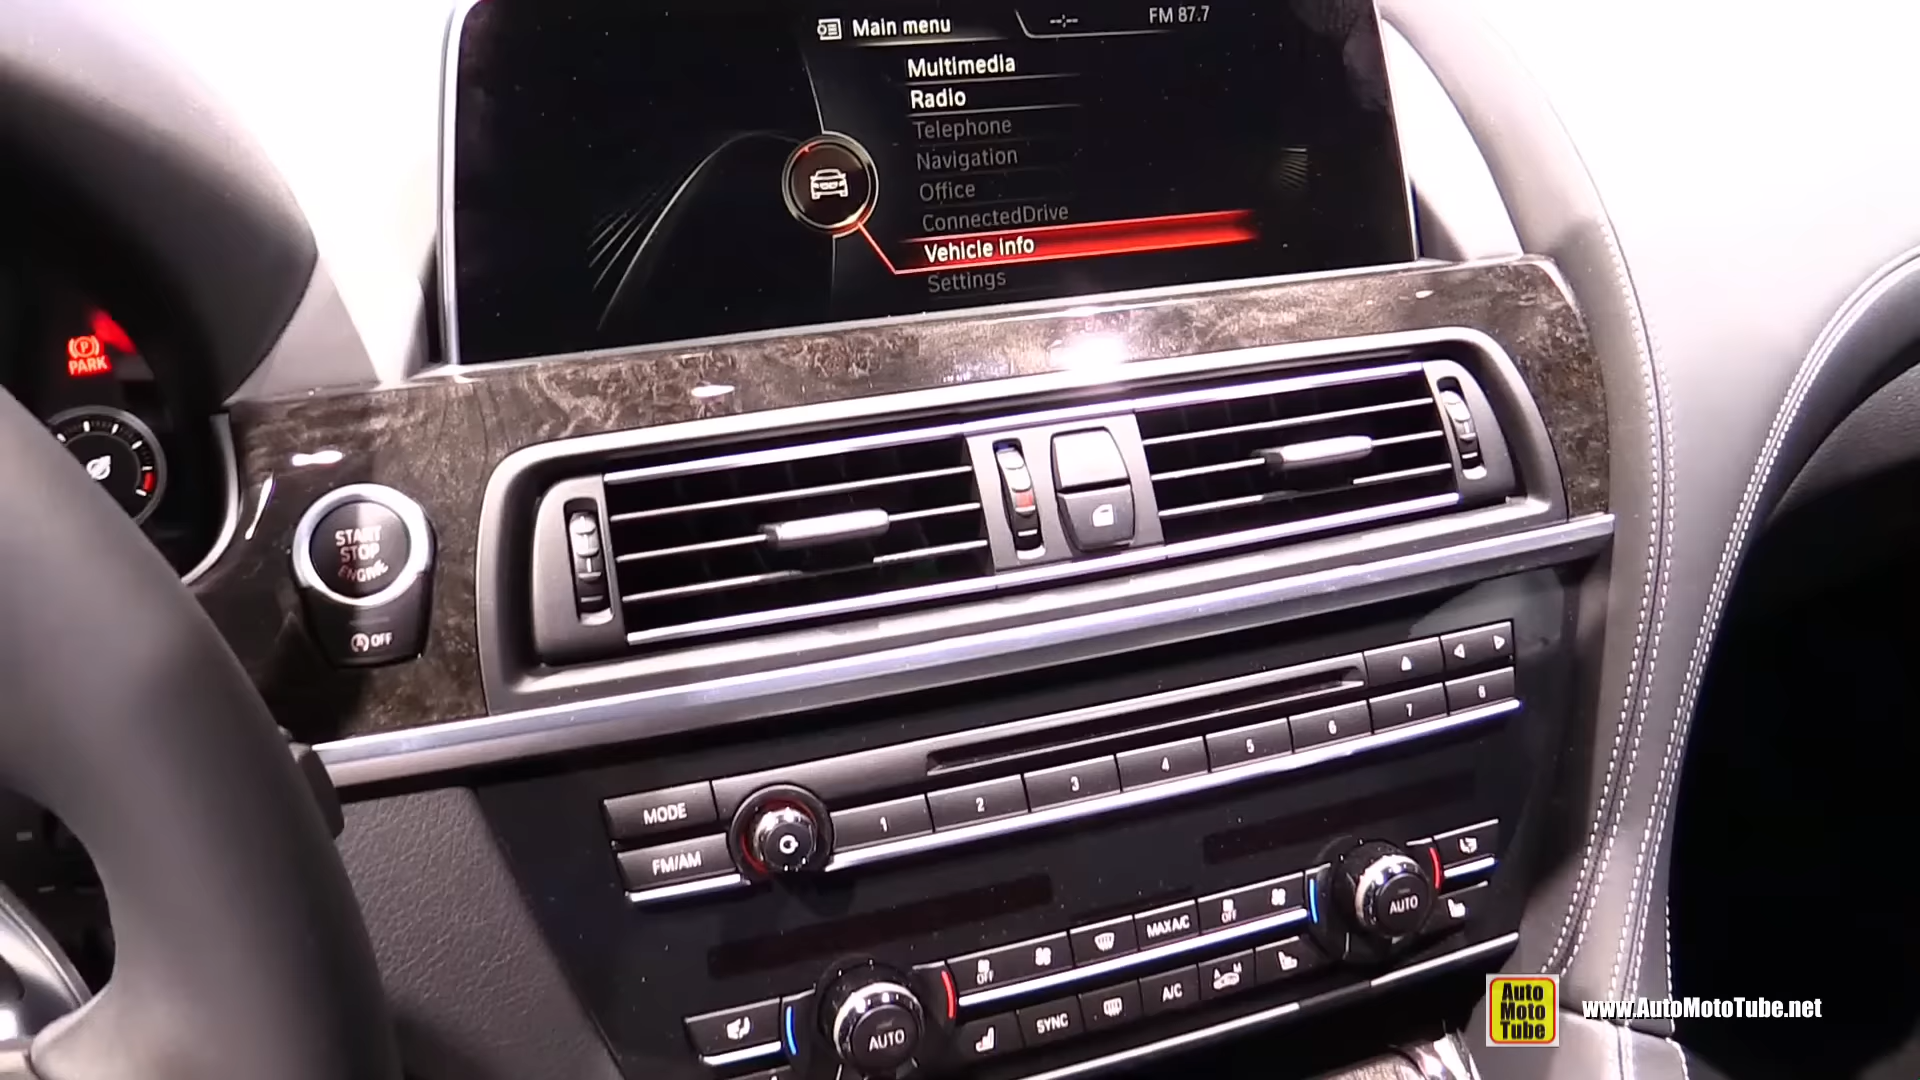 Main menu
--:--
FM 87.7
Multimedia
Radio
Telephone
Navigation
Office
ConnectedDrive
Vehicle info
Settings
(P)
PARK
START
STOP
ENGINE
OFF
MODE
FM/AM
1
2
3
4
5
6
7
8
AUTO
OFF
MAX A/C
OFF
AUTO
SYNC
A/C
A M
Auto
Moto
Tube
www.AutoMotoTube.net